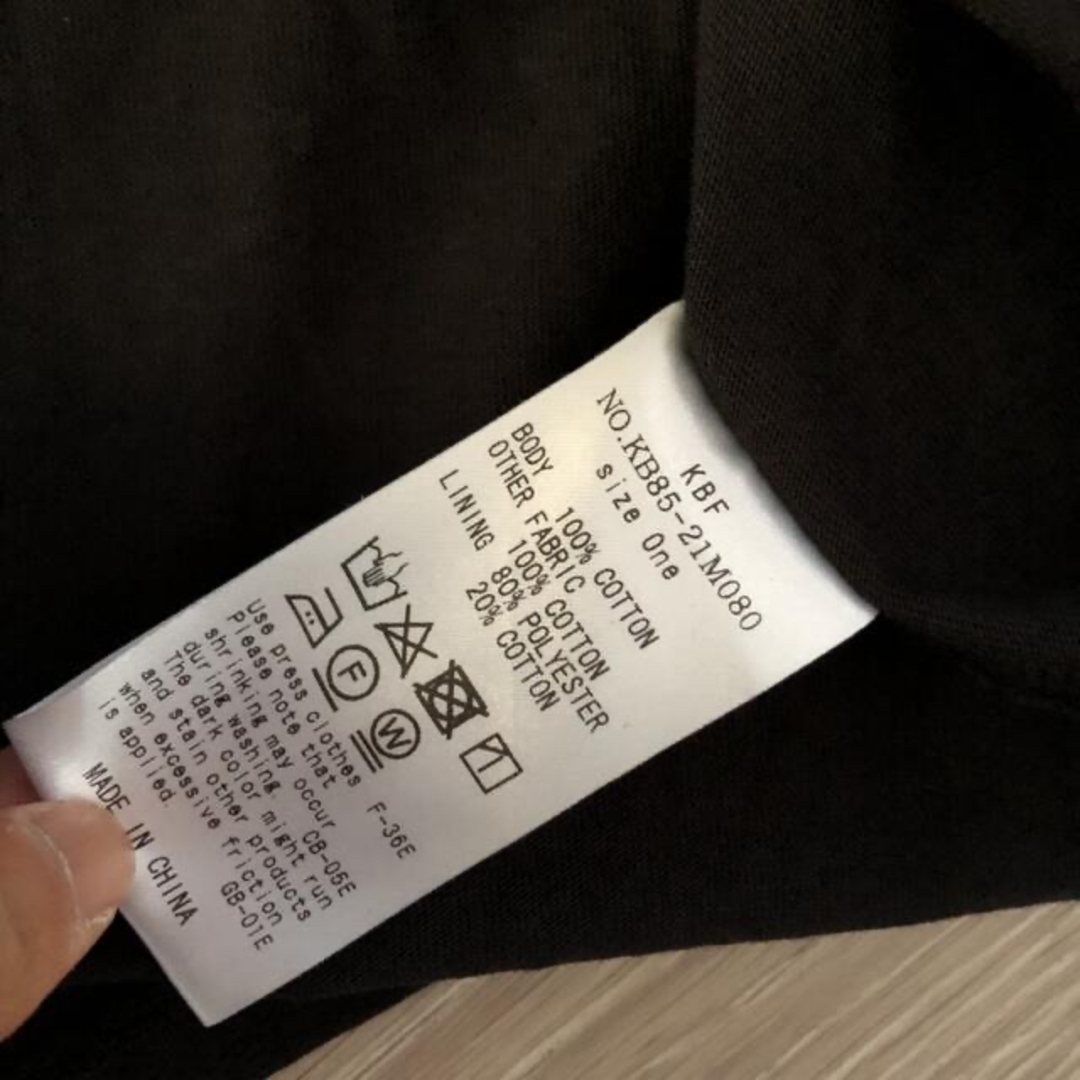 KBF
NO.KB85-21M080
size One
BODY 100% COTTON
OTHER FABRIC
100% COTTON
LINING 80% POLYESTER
20% COTTON
F
W
Use press clothes F-36E
Please note that
shrinking may occur
during washing. CB-05E
The dark color might run
and stain other products
when excessive friction
is applied. GB-01E
MADE IN CHINA